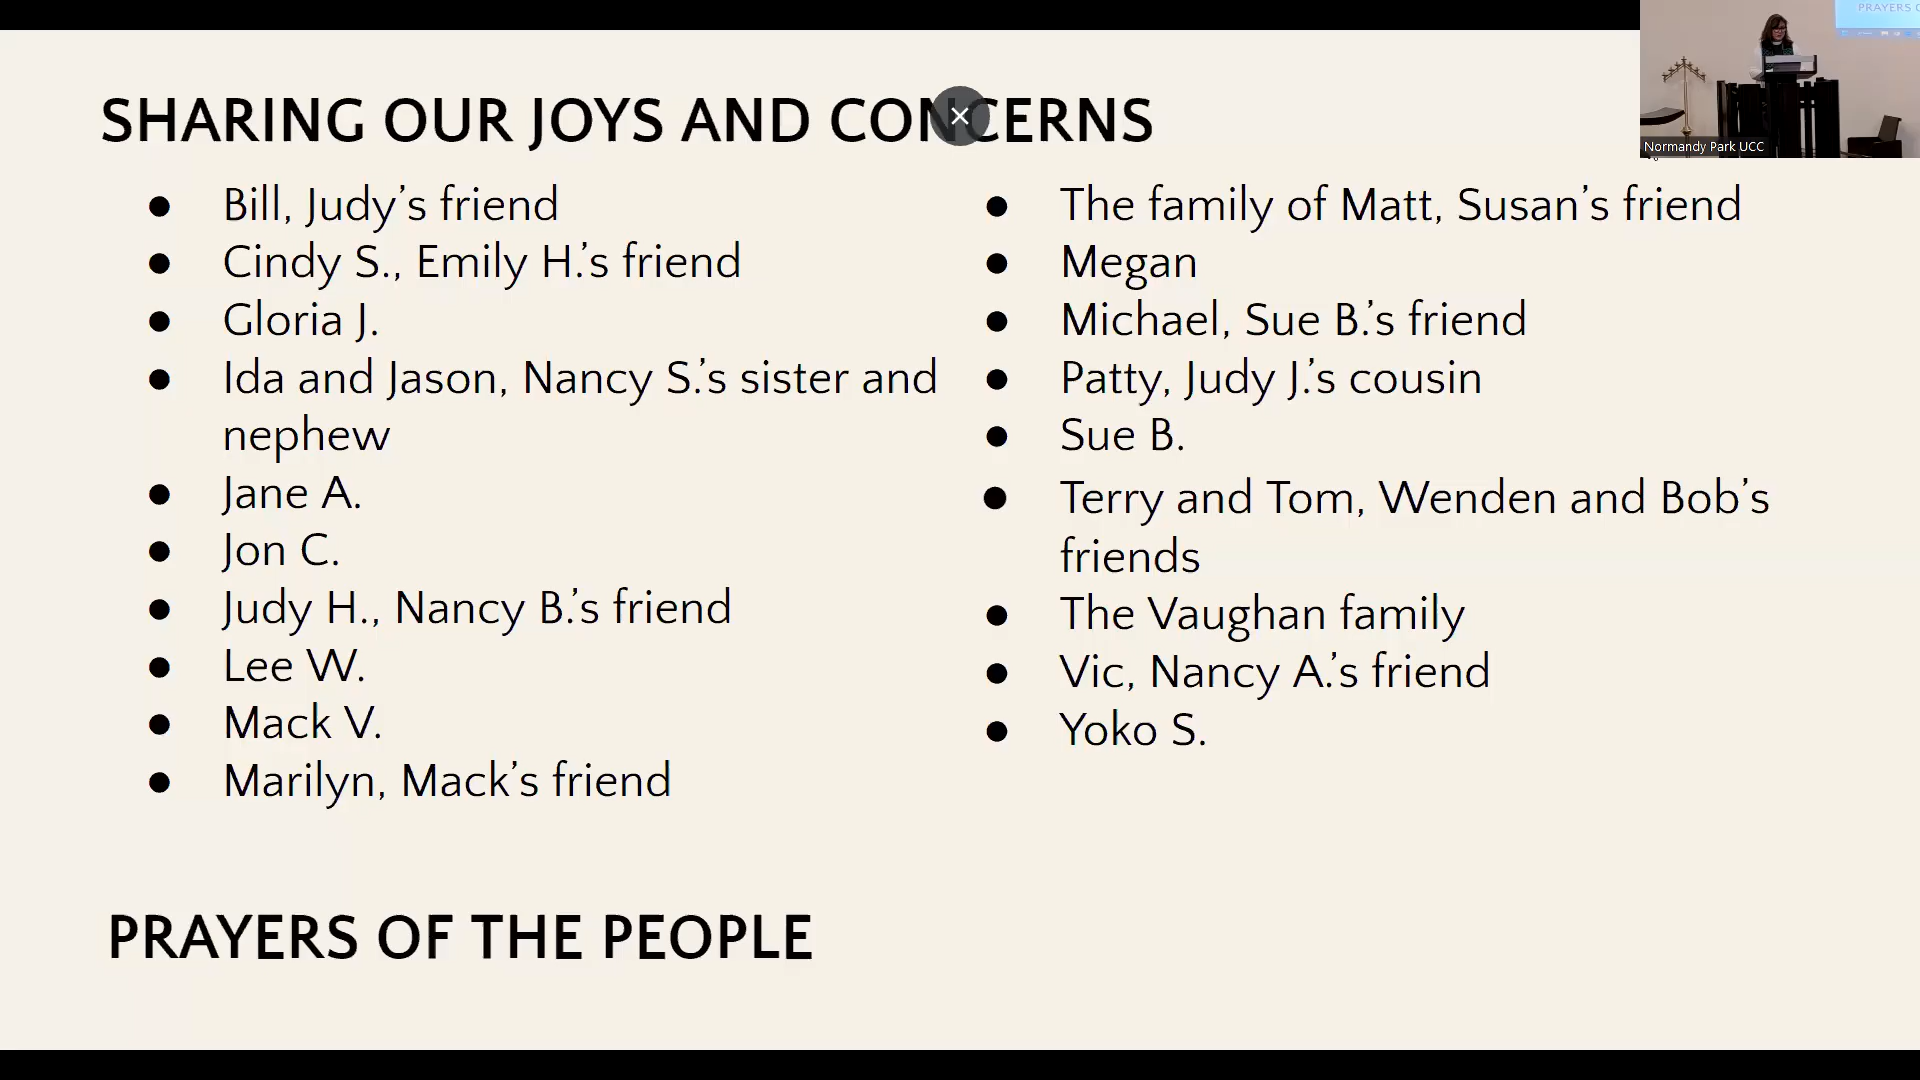 SHARING OUR JOYS AND CONCERNS
● Bill, Judy’s friend
● Cindy S., Emily H.’s friend
● Gloria J.
● Ida and Jason, Nancy S.’s sister and
nephew
● Jane A.
● Jon C.
● Judy H., Nancy B.’s friend
● Lee W.
● Mack V.
● Marilyn, Mack’s friend
● The family of Matt, Susan’s friend
● Megan
● Michael, Sue B.’s friend
● Patty, Judy J.’s cousin
● Sue B.
● Terry and Tom, Wenden and Bob’s
friends
● The Vaughan family
● Vic, Nancy A.’s friend
● Yoko S.
PRAYERS OF THE PEOPLE
PRAYERS
Normandy Park UCC